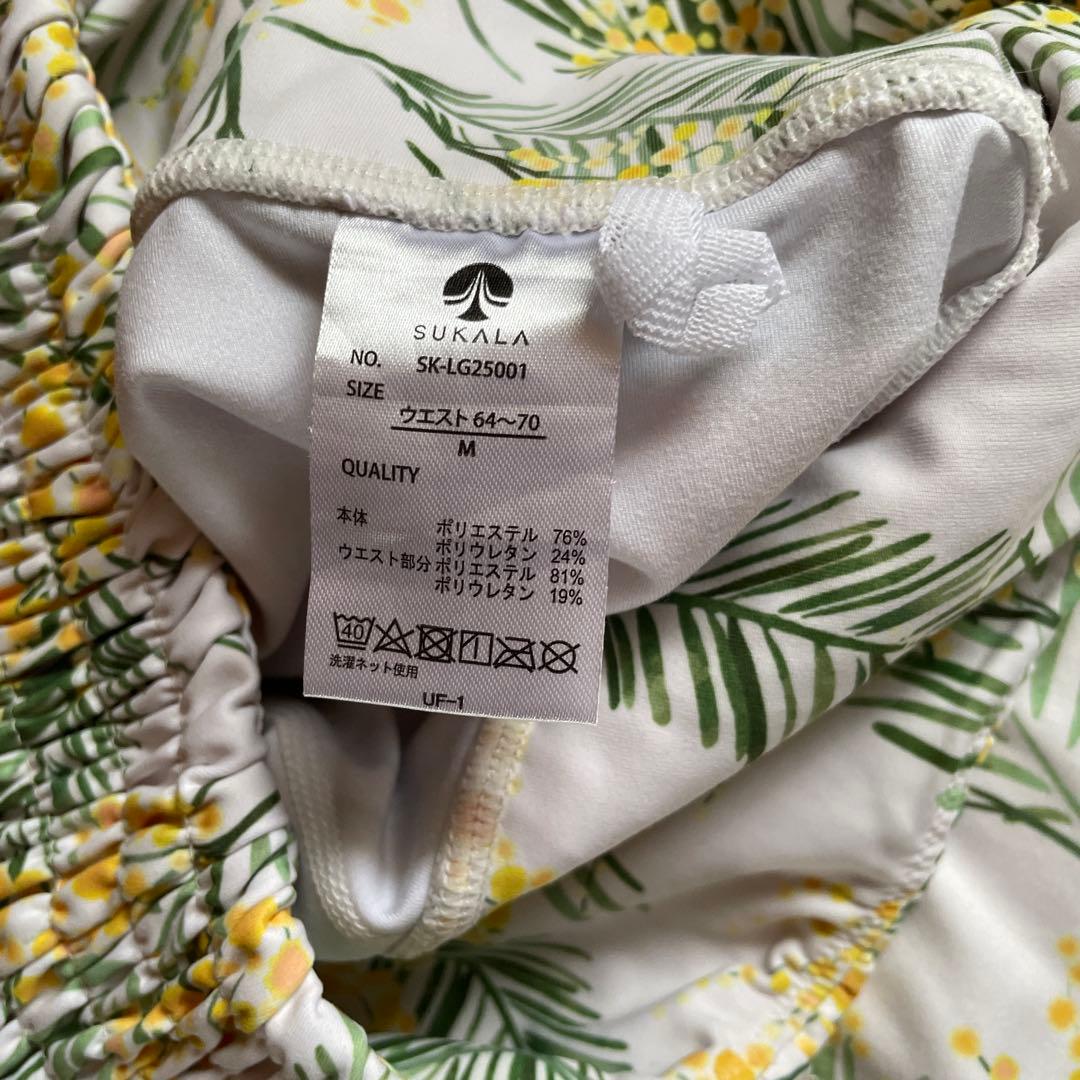 SUKALA
NO. SK-LG25001
SIZE
ウエスト 64〜70
M
QUALITY
本体 ポリエステル 76%
ポリウレタン 24%
ウエスト部分 ポリエステル 81%
ポリウレタン 19%
40
洗濯ネット使用
UF-1